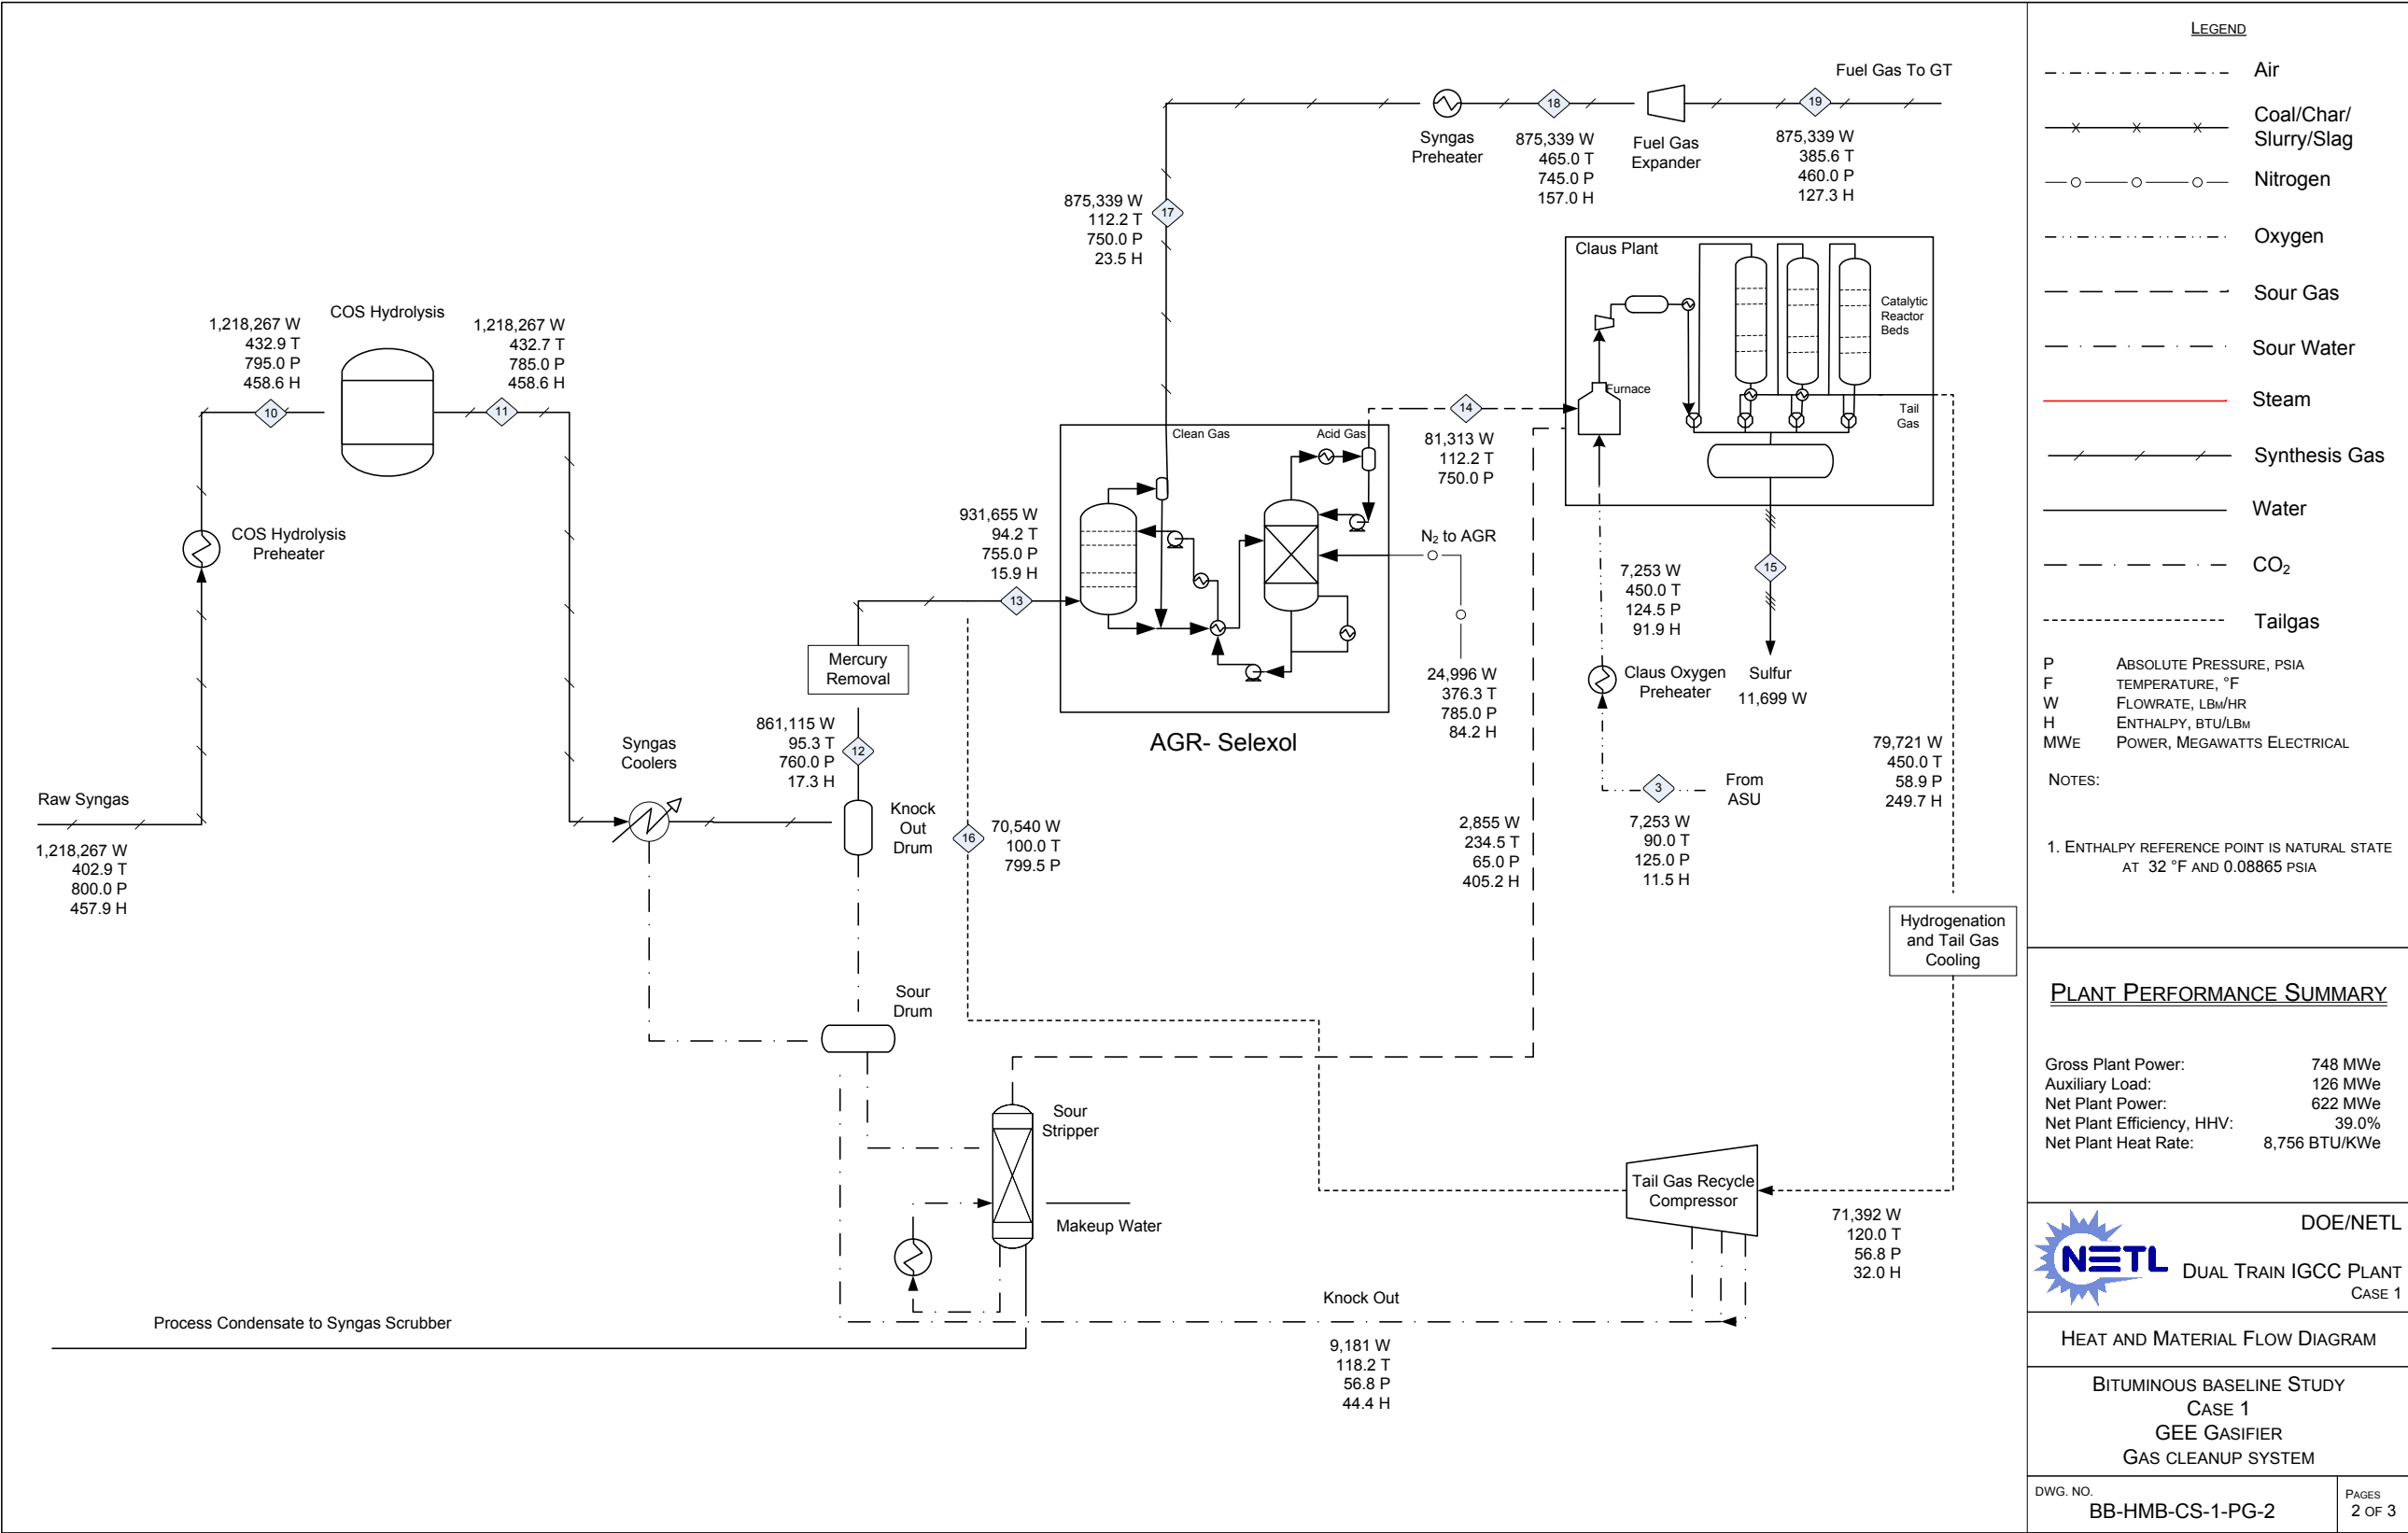 Fuel Gas To GT
18
19
Syngas
Preheater
875,339 W
465.0 T
745.0 P
157.0 H
Fuel Gas
Expander
875,339 W
385.6 T
460.0 P
127.3 H
875,339 W
112.2 T
750.0 P
23.5 H
17
COS Hydrolysis
1,218,267 W
432.9 T
795.0 P
458.6 H
10
1,218,267 W
432.7 T
785.0 P
458.6 H
11
COS Hydrolysis
Preheater
Raw Syngas
1,218,267 W
402.9 T
800.0 P
457.9 H
Syngas
Coolers
Knock
Out
Drum
861,115 W
95.3 T
760.0 P
17.3 H
12
Mercury
Removal
931,655 W
94.2 T
755.0 P
15.9 H
13
16
70,540 W
100.0 T
799.5 P
Clean Gas
Acid Gas
AGR- Selexol
14
81,313 W
112.2 T
750.0 P
N2 to AGR
24,996 W
376.3 T
785.0 P
84.2 H
Claus Plant
Furnace
Catalytic
Reactor
Beds
Tail
Gas
7,253 W
450.0 T
124.5 P
91.9 H
Claus Oxygen
Preheater
15
Sulfur
11,699 W
3
From
ASU
7,253 W
90.0 T
125.0 P
11.5 H
2,855 W
234.5 T
65.0 P
405.2 H
79,721 W
450.0 T
58.9 P
249.7 H
Hydrogenation
and Tail Gas
Cooling
Sour
Drum
Sour
Stripper
Makeup Water
Tail Gas Recycle
Compressor
71,392 W
120.0 T
56.8 P
32.0 H
Knock Out
9,181 W
118.2 T
56.8 P
44.4 H
Process Condensate to Syngas Scrubber
LEGEND
Air
Coal/Char/
Slurry/Slag
Nitrogen
Oxygen
Sour Gas
Sour Water
Steam
Synthesis Gas
Water
CO2
Tailgas
P ABSOLUTE PRESSURE, PSIA
F TEMPERATURE, °F
W FLOWRATE, LBM/HR
H ENTHALPY, BTU/LBM
MWE POWER, MEGAWATTS ELECTRICAL
NOTES:
1. ENTHALPY REFERENCE POINT IS NATURAL STATE
AT 32 °F AND 0.08865 PSIA
PLANT PERFORMANCE SUMMARY
Gross Plant Power: 748 MWe
Auxiliary Load: 126 MWe
Net Plant Power: 622 MWe
Net Plant Efficiency, HHV: 39.0%
Net Plant Heat Rate: 8,756 BTU/KWe
NETL
DOE/NETL
DUAL TRAIN IGCC PLANT
CASE 1
HEAT AND MATERIAL FLOW DIAGRAM
BITUMINOUS BASELINE STUDY
CASE 1
GEE GASIFIER
GAS CLEANUP SYSTEM
DWG. NO.
BB-HMB-CS-1-PG-2
PAGES
2 OF 3